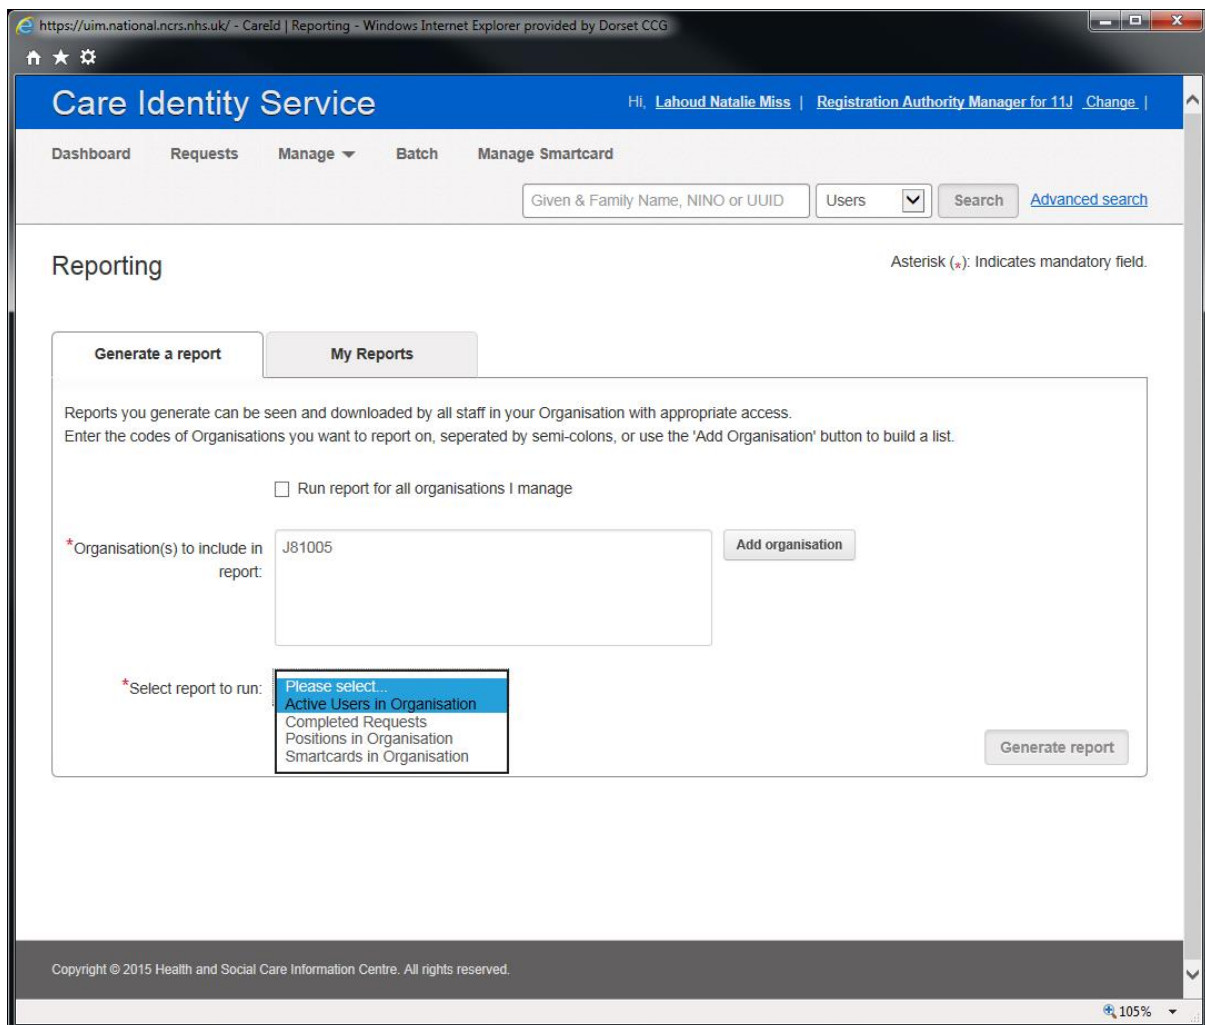 https://uim.national.ncrs.nhs.uk/ - CareId | Reporting - Windows Internet Explorer provided by Dorset CCG
Care Identity Service
Hi, Lahoud Natalie Miss | Registration Authority Manager for 11J Change |
Dashboard Requests Manage Batch Manage Smartcard
Given & Family Name, NINO or UUID Users Search Advanced search
Reporting
Asterisk (*): Indicates mandatory field.
Generate a report My Reports
Reports you generate can be seen and downloaded by all staff in your Organisation with appropriate access.
Enter the codes of Organisations you want to report on, seperated by semi-colons, or use the 'Add Organisation' button to build a list.
Run report for all organisations I manage
*Organisation(s) to include in report:
J81005
Add organisation
*Select report to run:
Please select...
Active Users in Organisation
Completed Requests
Positions in Organisation
Smartcards in Organisation
Generate report
Copyright © 2015 Health and Social Care Information Centre. All rights reserved.
105%